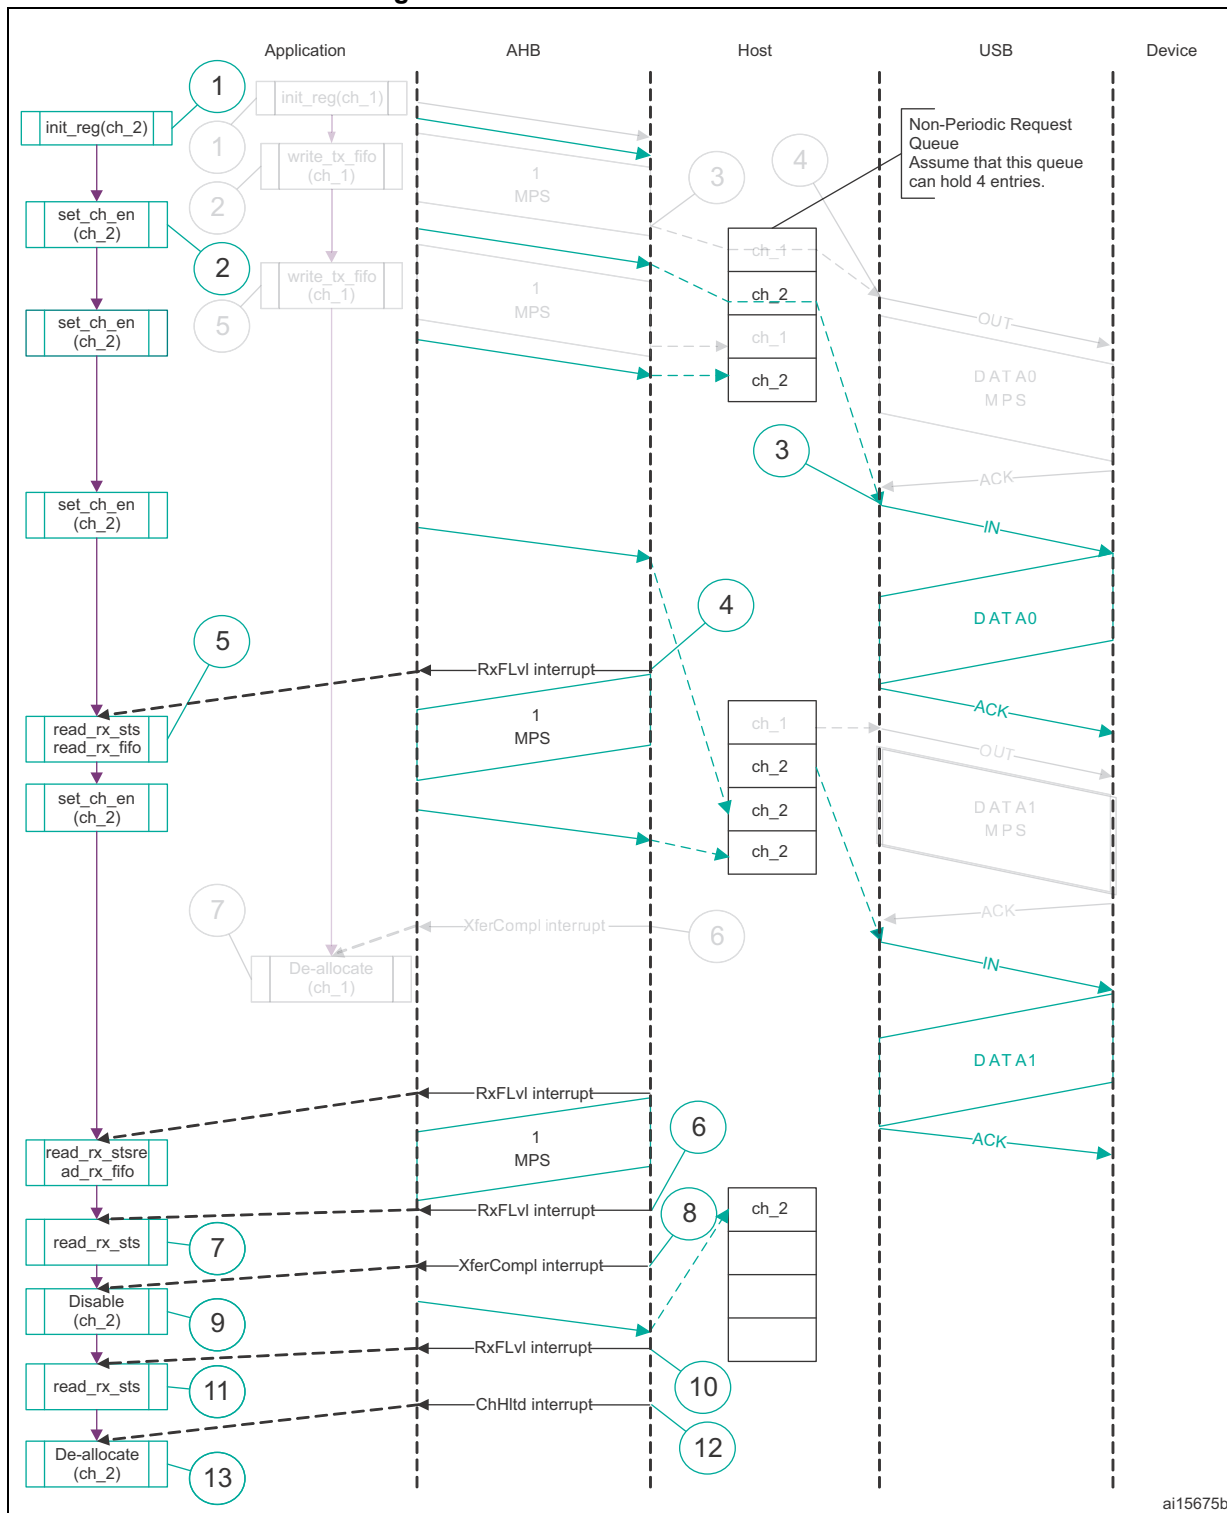 Application
AHB
Host
USB
Device
1
init_reg(ch_2)
init_reg(ch_1)
1
write_tx_fifo
(ch_1)
2
1
MPS
3
4
Non-Periodic Request
Queue
Assume that this queue
can hold 4 entries.
set_ch_en
(ch_2)
2
write_tx_fifo
(ch_1)
5
1
MPS
ch_1
ch_2
ch_1
ch_2
set_ch_en
(ch_2)
OUT
DATA0
MPS
3
ACK
set_ch_en
(ch_2)
IN
4
DATA0
5
RxFLvl interrupt
read_rx_sts
read_rx_fifo
1
MPS
ACK
ch_1
ch_2
ch_2
ch_2
OUT
set_ch_en
(ch_2)
DATA1
MPS
7
XferCompl interrupt
6
ACK
De-allocate
(ch_1)
IN
DATA1
RxFLvl interrupt
read_rx_stsre
ad_rx_fifo
1
MPS
6
ACK
RxFLvl interrupt
8
ch_2
read_rx_sts
7
XferCompl interrupt
Disable
(ch_2)
9
RxFLvl interrupt
10
read_rx_sts
11
ChHltd interrupt
12
De-allocate
(ch_2)
13
ai15675b